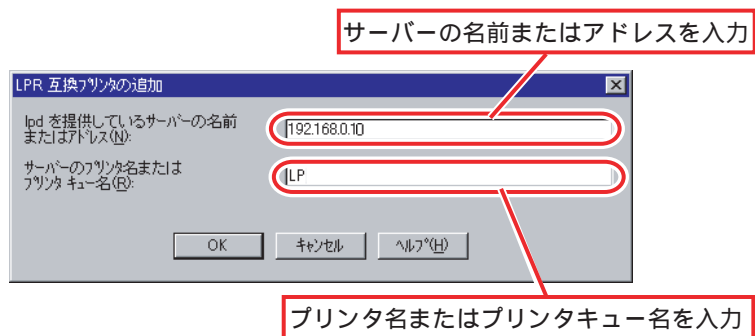 サーバーの名前またはアドレスを入力
LPR 互換プリンタの追加
lpd を提供しているサーバーの名前
またはアドレス(N):
192.168.0.10
サーバーのプリンタ名または
プリンタ キュー名(R):
LP
OK
キャンセル
ヘルプ(H)
プリンタ名またはプリンタキュー名を入力